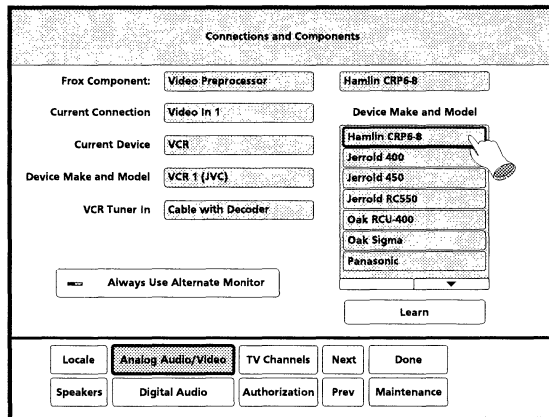 Connections and Components
Frox Component: Video Preprocessor Hamlin CRP6-8
Current Connection Video In 1 Device Make and Model
Current Device VCR Hamlin CRP6-8
Jerrold 400
Device Make and Model VCR 1 (JVC) Jerrold 450
Jerrold RC550
VCR Tuner In Cable with Decoder Oak RCU-400
Oak Sigma
Panasonic
Always Use Alternate Monitor
Learn
Locale Analog Audio/Video TV Channels Next Done
Speakers Digital Audio Authorization Prev Maintenance